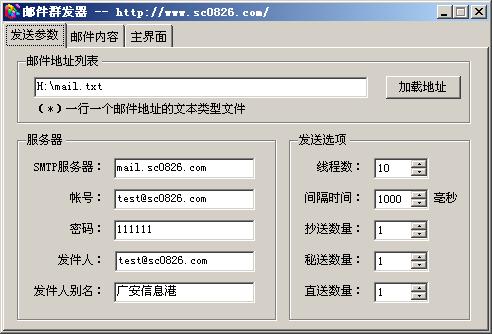 邮件群发器 -- http://www.sc0826.com/
发送参数 邮件内容 主界面
邮件地址列表
H:\mail.txt 加载地址
（*）一行一个邮件地址的文本类型文件
服务器
SMTP服务器： mail.sc0826.com
帐号： test@sc0826.com
密码： 111111
发件人： test@sc0826.com
发件人别名： 广安信息港
发送选项
线程数： 10
间隔时间： 1000 毫秒
抄送数量： 1
秘送数量： 1
直送数量： 1